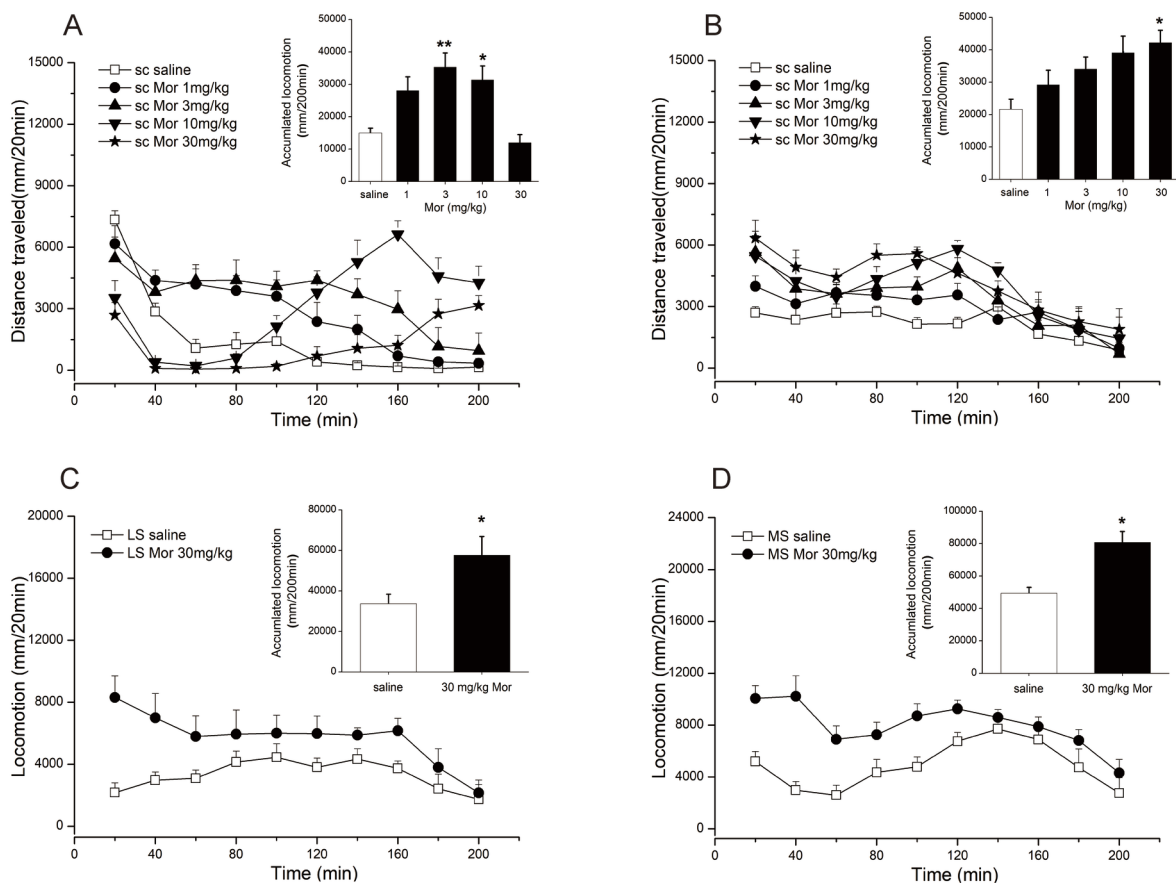 A
15000
12000
9000
6000
3000
0
Distance traveled(mm/20min)
0
40
80
120
160
200
Time (min)
sc saline
sc Mor 1mg/kg
sc Mor 3mg/kg
sc Mor 10mg/kg
sc Mor 30mg/kg
50000
40000
30000
20000
10000
0
Accumlated locomotion
(mm/200min)
**
*
saline
1
3
10
30
Mor (mg/kg)
B
15000
12000
9000
6000
3000
0
Distance traveled(mm/20min)
0
40
80
120
160
200
Time (min)
sc saline
sc Mor 1mg/kg
sc Mor 3mg/kg
sc Mor 10mg/kg
sc Mor 30mg/kg
50000
40000
30000
20000
10000
0
Accumlated locomotion
(mm/200min)
*
saline
1
3
10
30
Mor (mg/kg)
C
20000
16000
12000
8000
4000
0
Locomotion (mm/20min)
0
40
80
120
160
200
Time (min)
LS saline
LS Mor 30mg/kg
80000
60000
40000
20000
0
Accumlated locomotion
(mm/200min)
*
saline
30 mg/kg Mor
D
24000
20000
16000
12000
8000
4000
0
Locomotion (mm/20min)
0
40
80
120
160
200
Time (min)
MS saline
MS Mor 30mg/kg
100000
80000
60000
40000
20000
0
Accumlated locomotion
(mm/200min)
*
saline
30 mg/kg Mor